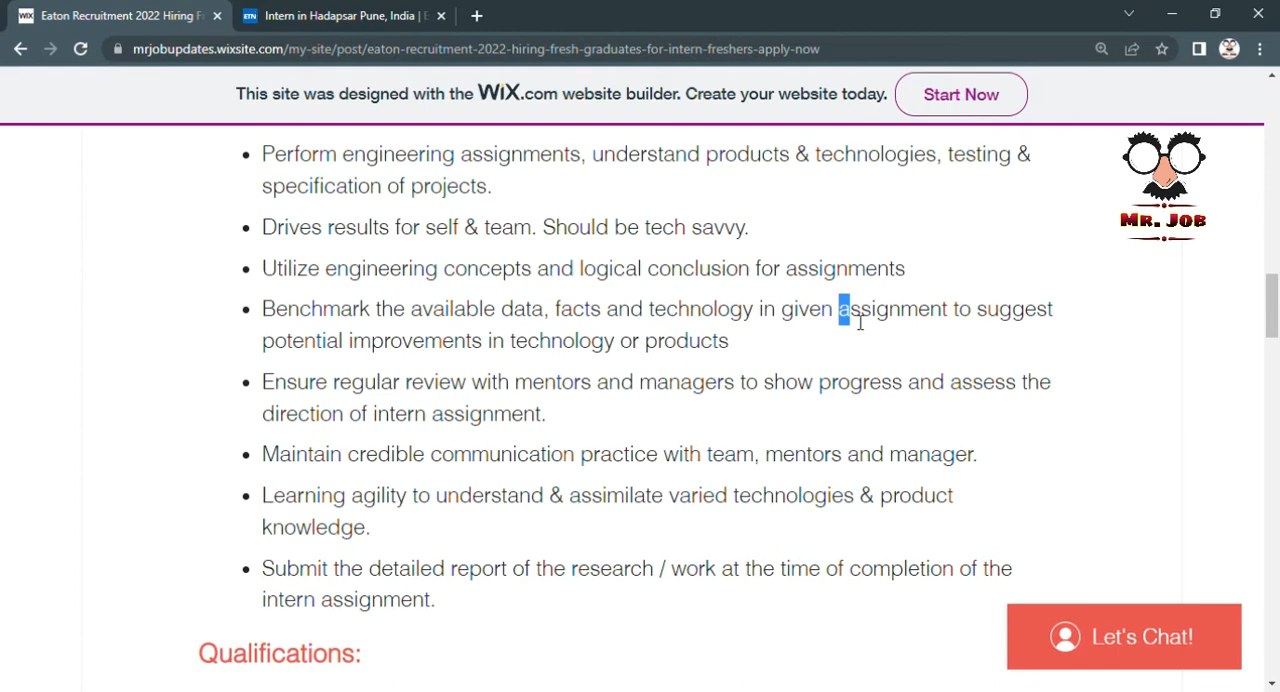 WIX Eaton Recruitment 2022 Hiring F
ETN Intern in Hadapsar Pune, India |
mrjobupdates.wixsite.com/my-site/post/eaton-recruitment-2022-hiring-fresh-graduates-for-intern-freshers-apply-now
This site was designed with the WiX.com website builder. Create your website today.
Start Now
• Perform engineering assignments, understand products & technologies, testing &
specification of projects.
• Drives results for self & team. Should be tech savvy.
• Utilize engineering concepts and logical conclusion for assignments
• Benchmark the available data, facts and technology in given assignment to suggest
potential improvements in technology or products
• Ensure regular review with mentors and managers to show progress and assess the
direction of intern assignment.
• Maintain credible communication practice with team, mentors and manager.
• Learning agility to understand & assimilate varied technologies & product
knowledge.
• Submit the detailed report of the research / work at the time of completion of the
intern assignment.
Qualifications:
MR. JOB
Let's Chat!